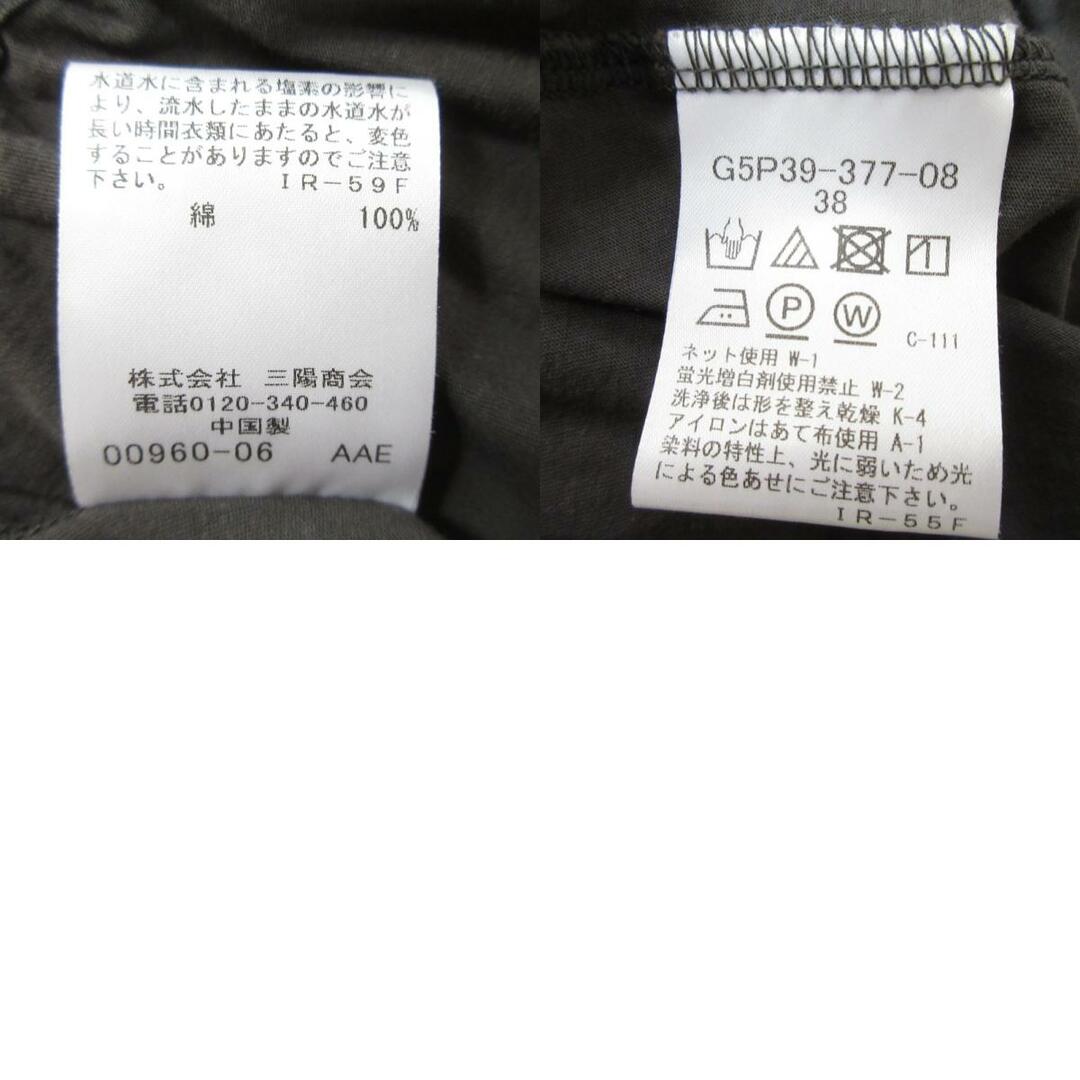 水道水に含まれる塩素の影響に
より、流水したままの水道水が
長い時間衣類にあたると、変色
することがありますのでご注意
下さい。 IR-59F
綿 100%
株式会社 三陽商会
電話0120-340-460
中国製
00960-06 AAE
G5P39-377-08
38
P W C-111
ネット使用 W-1
蛍光増白剤使用禁止 W-2
洗浄後は形を整え乾燥 K-4
アイロンはあて布使用 A-1
染料の特性上、光に弱いため光
による色あせにご注意下さい。
IR-55F